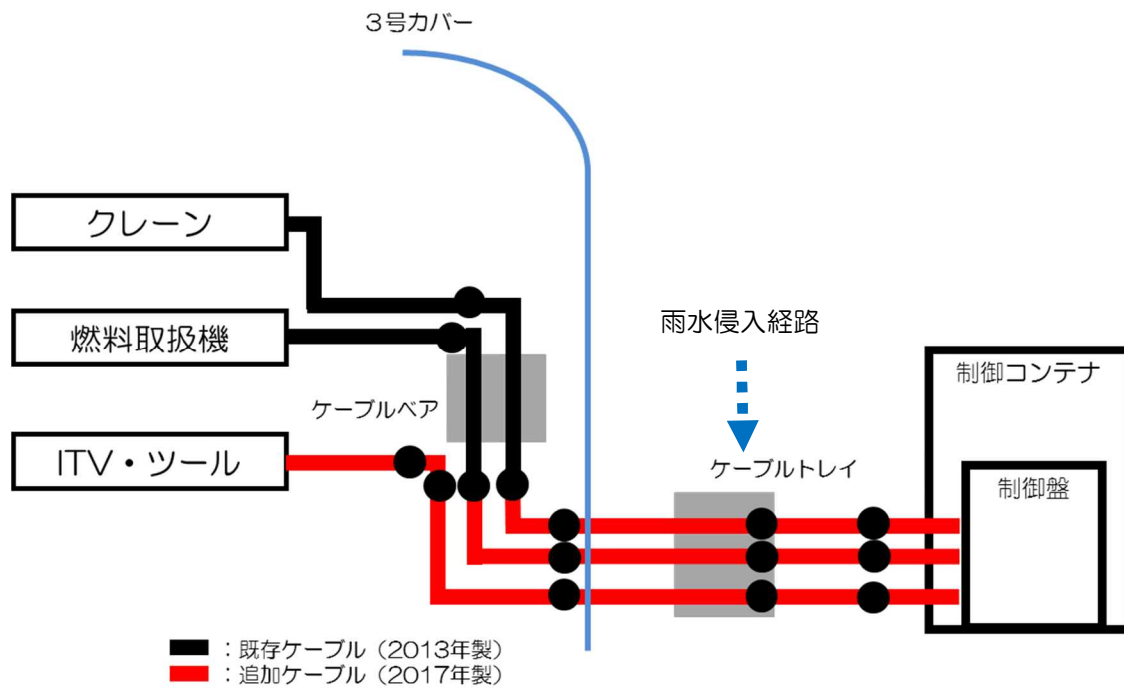 ３号カバー
クレーン
燃料取扱機
雨水侵入経路
制御コンテナ
ケーブルベア
ITV・ツール
ケーブルトレイ
制御盤
：既存ケーブル（2013年製）
：追加ケーブル（2017年製）